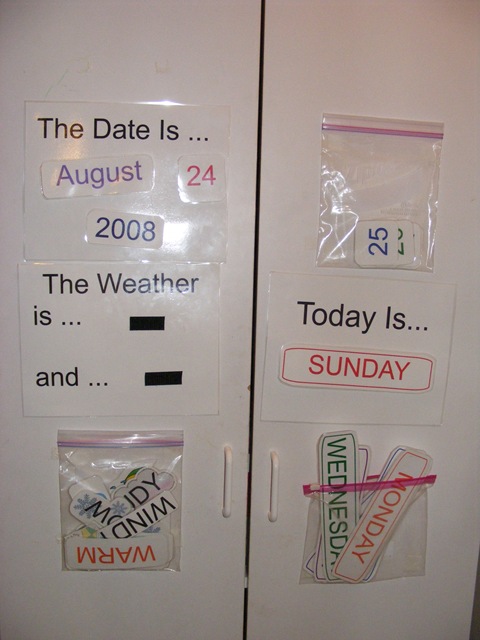 The Date Is ...
August 24
2008
The Weather
is ...
and ...
WINDY
WARM
25
Today Is...
SUNDAY
WEDNESDAY
MONDAY